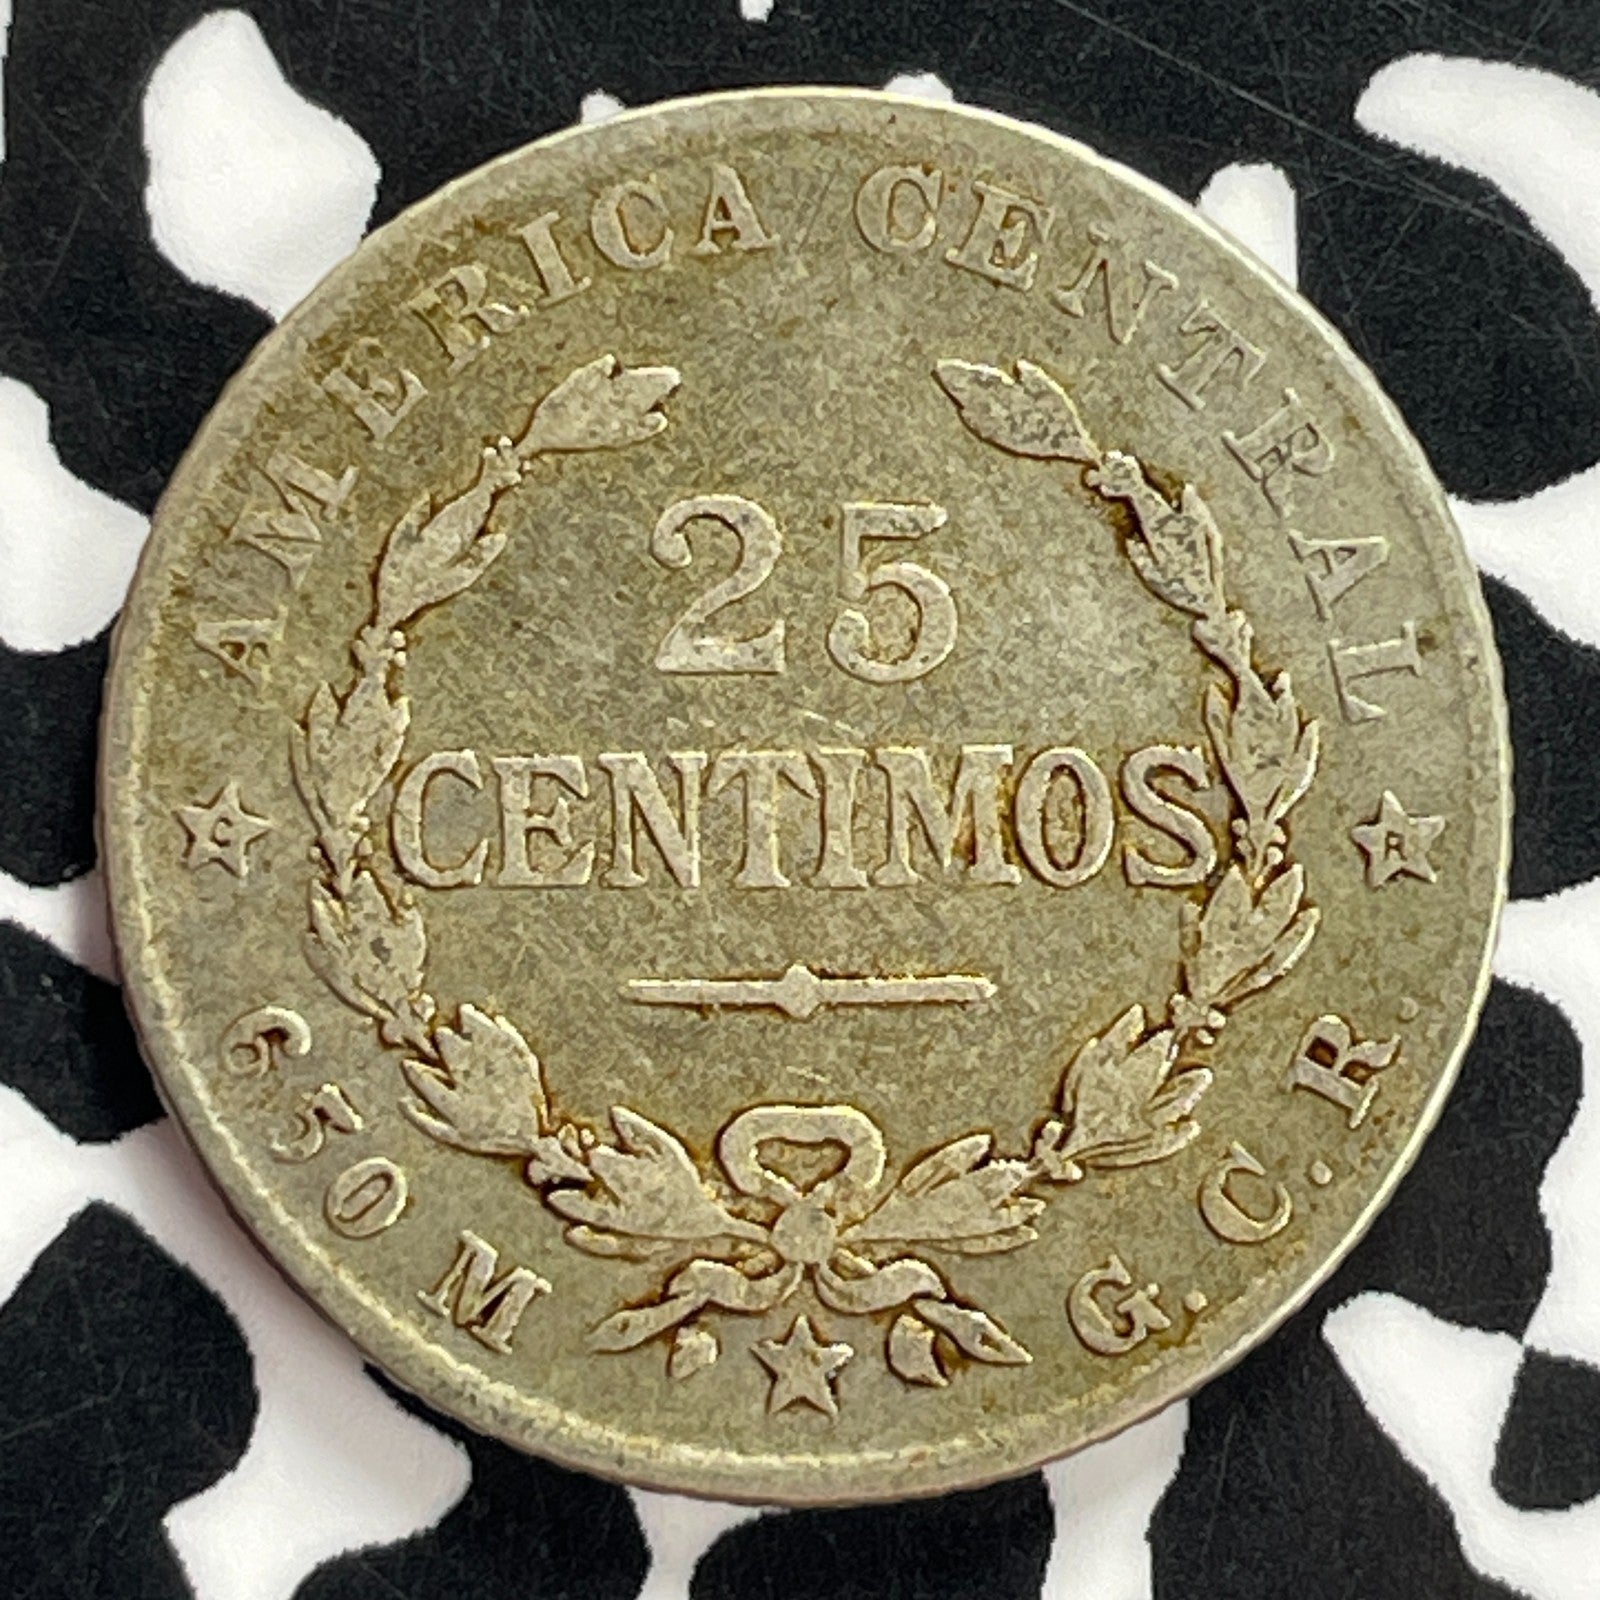 AMERICA CENTRAL
25
CENTIMOS
C R
650 M G. C. R.